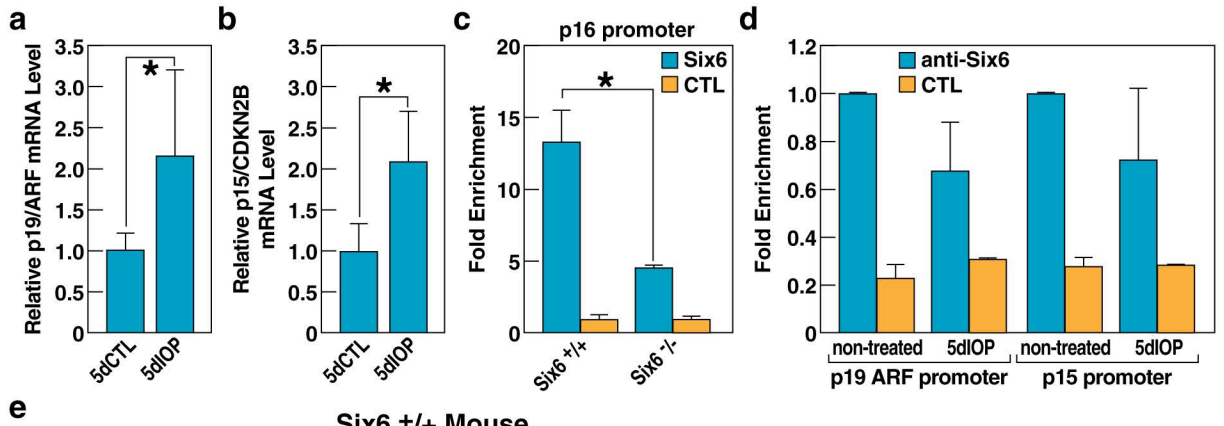 a
Relative p19/ARF mRNA Level
3.5
3.0
2.5
2.0
1.5
1.0
0.5
0
*
5dCTL
5dIOP
b
Relative p15/CDKN2B
mRNA Level
3.5
3.0
2.5
2.0
1.5
1.0
0.5
0
*
5dCTL
5dIOP
c
p16 promoter
Fold Enrichment
20
15
10
5
0
Six6
CTL
*
Six6 +/+
Six6 -/-
d
Fold Enrichment
1.2
1.0
0.8
0.6
0.4
0.2
0
anti-Six6
CTL
non-treated 5dIOP non-treated 5dIOP
p19 ARF promoter p15 promoter
e
Six6 +/+ Mouse